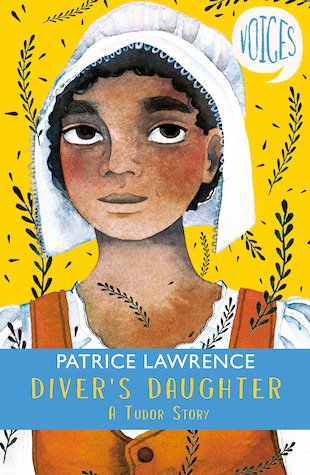 VOICES
PATRICE LAWRENCE
DIVER'S DAUGHTER
A TUDOR STORY